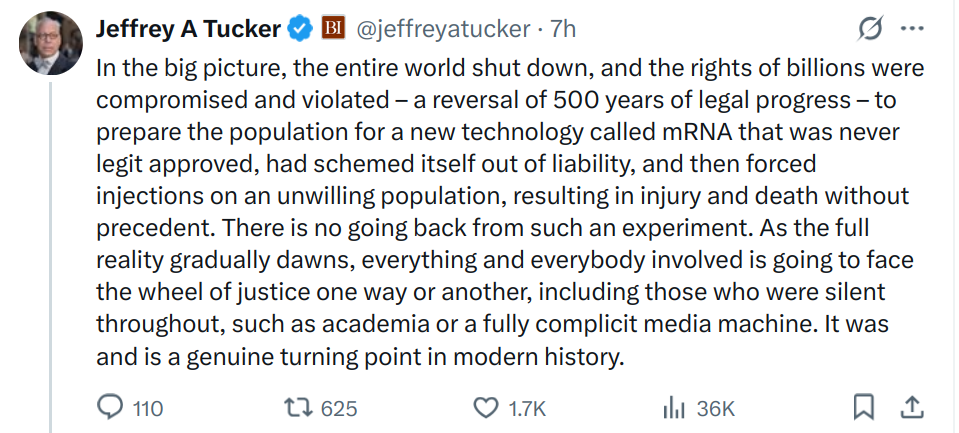 Jeffrey A Tucker BI @jeffreyatucker · 7h
In the big picture, the entire world shut down, and the rights of billions were
compromised and violated – a reversal of 500 years of legal progress – to
prepare the population for a new technology called mRNA that was never
legit approved, had schemed itself out of liability, and then forced
injections on an unwilling population, resulting in injury and death without
precedent. There is no going back from such an experiment. As the full
reality gradually dawns, everything and everybody involved is going to face
the wheel of justice one way or another, including those who were silent
throughout, such as academia or a fully complicit media machine. It was
and is a genuine turning point in modern history.
110 625 1.7K 36K